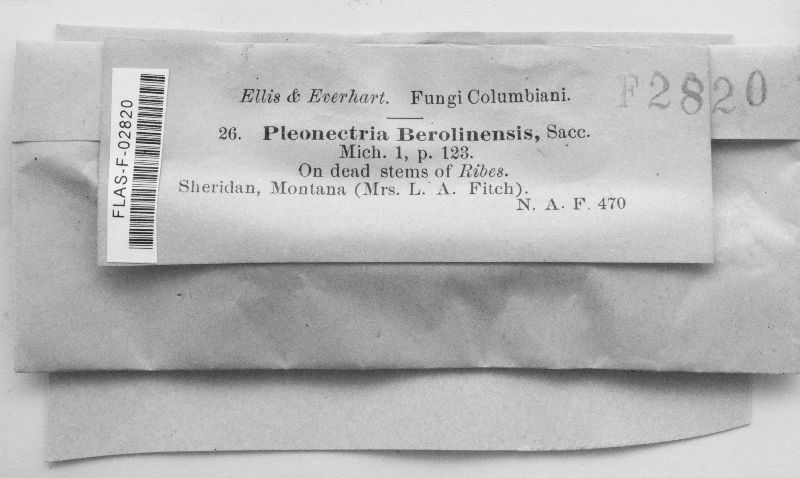 Ellis & Everhart. Fungi Columbiani.
F2820
26. Pleonectria Berolinensis, Sacc.
Mich. 1, p. 123.
On dead stems of Ribes.
Sheridan, Montana (Mrs. L. A. Fitch).
N. A. F. 470
FLAS-F-02820